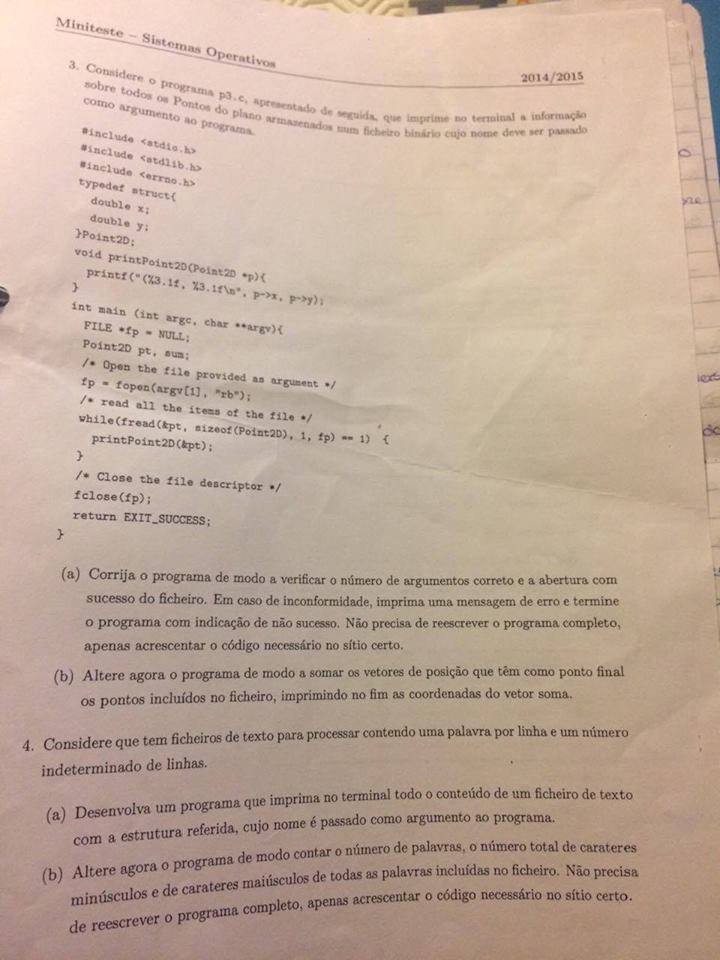 Miniteste – Sistemas Operativos
2014/2015
3. Considere o programa p3.c, apresentado de seguida, que imprime no terminal a informação
sobre todos os Pontos do plano armazenados num ficheiro binário cujo nome deve ser passado
como argumento ao programa.
#include <stdio.h>
#include <stdlib.h>
#include <errno.h>
typedef struct{
double x;
double y;
}Point2D;
void printPoint2D(Point2D *p){
printf("(%3.1f, %3.1f\n", p->x, p->y);
}
int main (int argc, char **argv){
FILE *fp = NULL;
Point2D pt, sum;
/* Open the file provided as argument */
fp = fopen(argv[1], "rb");
/* read all the items of the file */
while(fread(&pt, sizeof(Point2D), 1, fp) == 1) {
printPoint2D(&pt);
}
/* Close the file descriptor */
fclose(fp);
return EXIT_SUCCESS;
}
(a) Corrija o programa de modo a verificar o número de argumentos correto e a abertura com
sucesso do ficheiro. Em caso de inconformidade, imprima uma mensagem de erro e termine
o programa com indicação de não sucesso. Não precisa de reescrever o programa completo,
apenas acrescentar o código necessário no sítio certo.
(b) Altere agora o programa de modo a somar os vetores de posição que têm como ponto final
os pontos incluídos no ficheiro, imprimindo no fim as coordenadas do vetor soma.
4. Considere que tem ficheiros de texto para processar contendo uma palavra por linha e um número
indeterminado de linhas.
(a) Desenvolva um programa que imprima no terminal todo o conteúdo de um ficheiro de texto
com a estrutura referida, cujo nome é passado como argumento ao programa.
(b) Altere agora o programa de modo contar o número de palavras, o número total de carateres
minúsculos e de carateres maiúsculos de todas as palavras incluídas no ficheiro. Não precisa
de reescrever o programa completo, apenas acrescentar o código necessário no sítio certo.